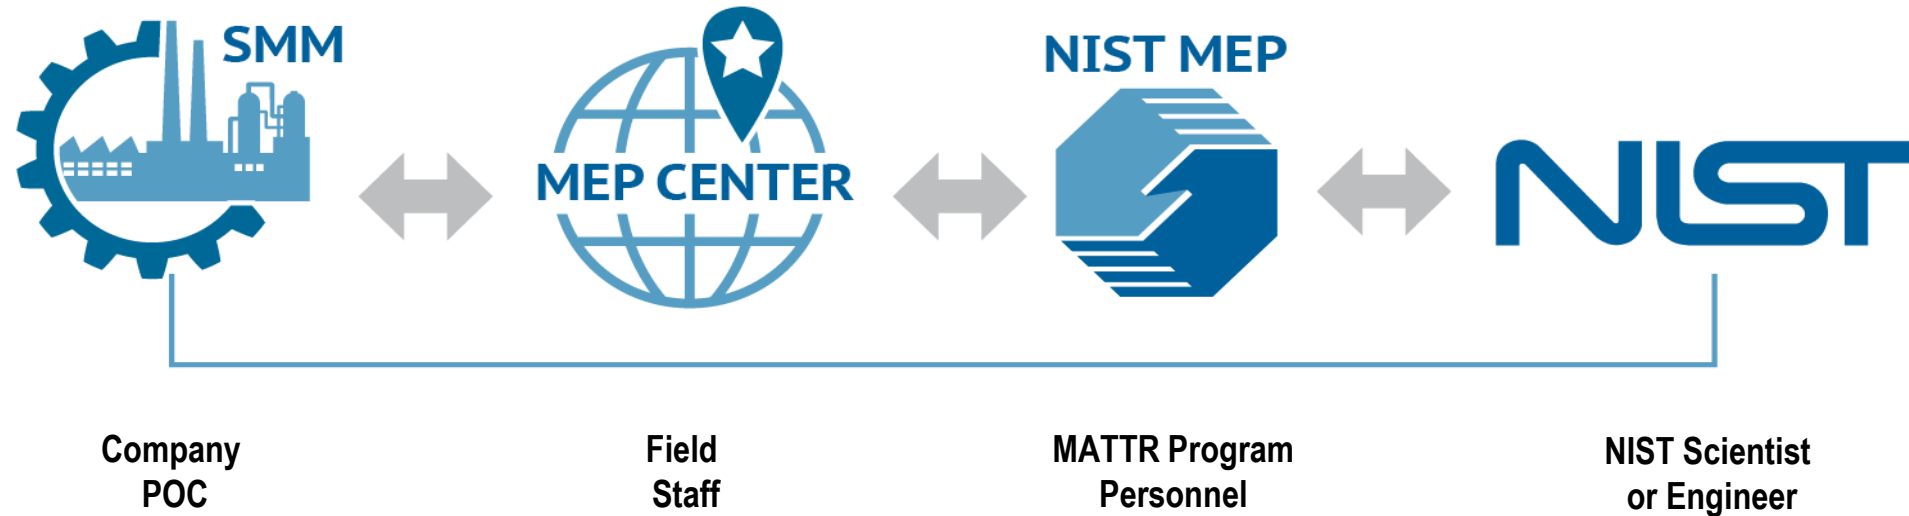 SMM
MEP CENTER
NIST MEP
NIST
Company
POC
Field
Staff
MATTR Program
Personnel
NIST Scientist
or Engineer